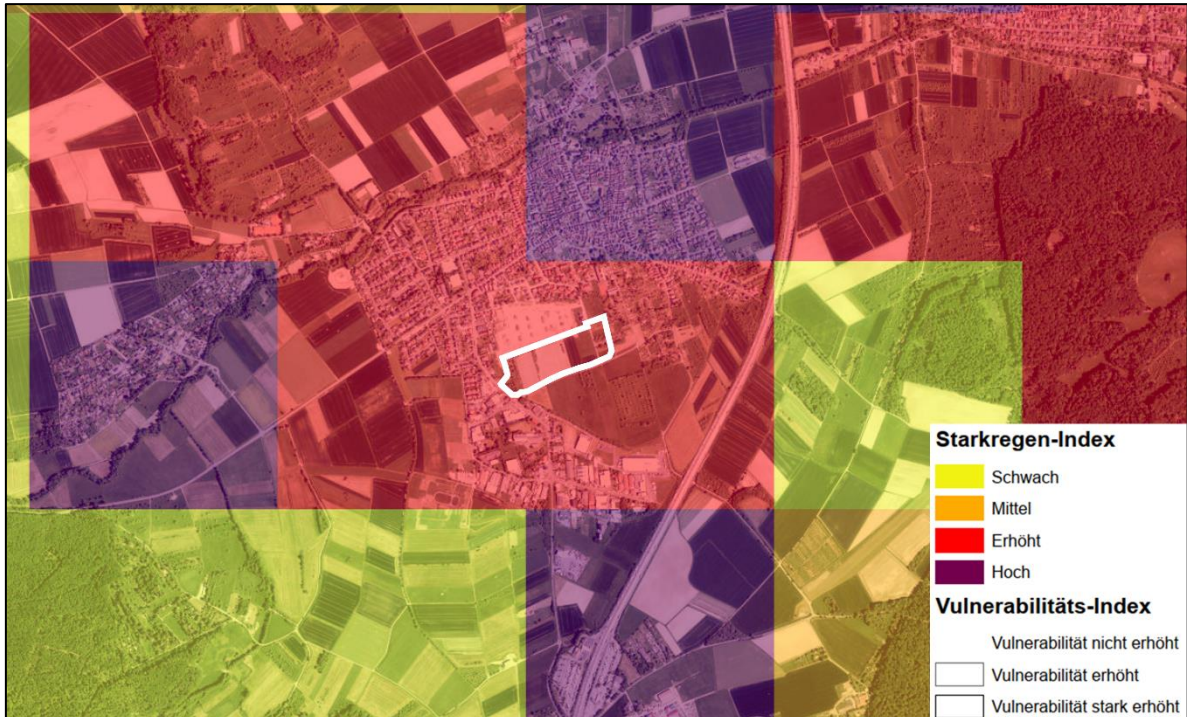 Starkregen-Index
Schwach
Mittel
Erhöht
Hoch
Vulnerabilitäts-Index
Vulnerabilität nicht erhöht
Vulnerabilität erhöht
Vulnerabilität stark erhöht